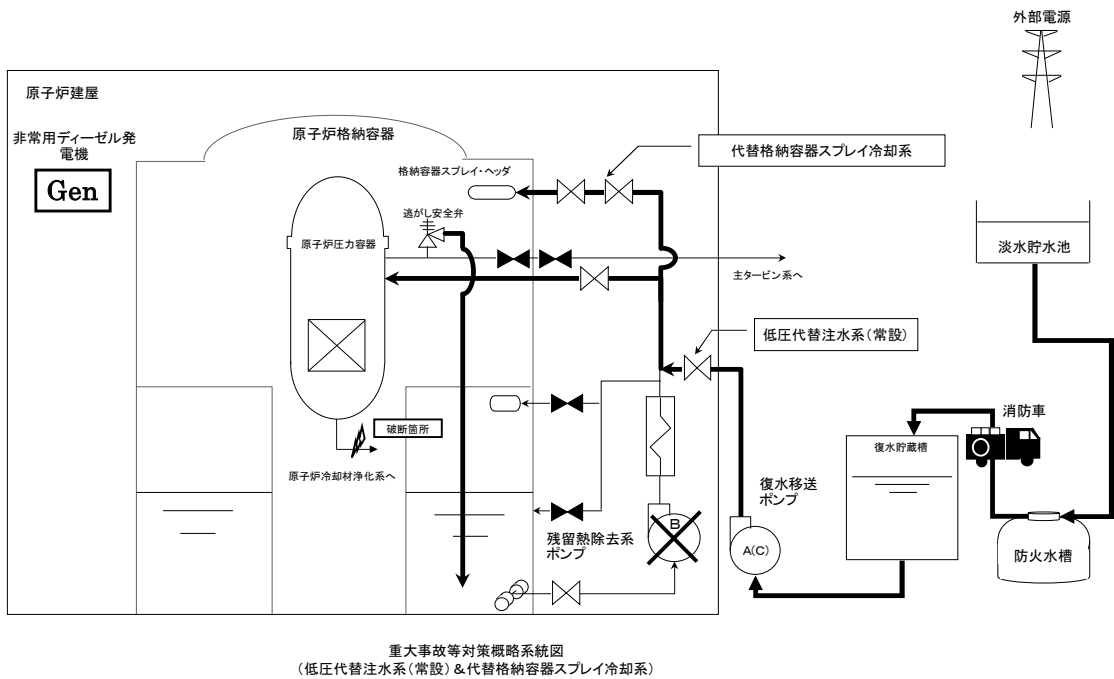 外部電源
原子炉建屋
非常用ディーゼル発
電機
Gen
原子炉格納容器
代替格納容器スプレイ冷却系
格納容器スプレイ・ヘッダ
逃がし安全弁
原子炉圧力容器
淡水貯水池
主タービン系へ
低圧代替注水系(常設)
消防車
破断箇所
復水貯蔵槽
原子炉冷却材浄化系へ
復水移送
ポンプ
B
残留熱除去系
ポンプ
A(C)
防火水槽
重大事故等対策概略系統図
(低圧代替注水系(常設)&代替格納容器スプレイ冷却系)